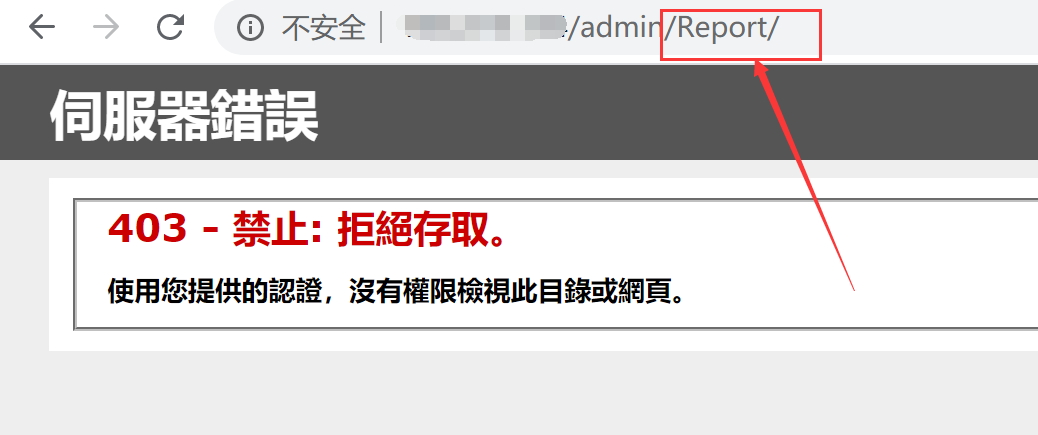 不安全 /admin/Report/
伺服器錯誤
403 - 禁止: 拒絕存取。
使用您提供的認證，沒有權限檢視此目錄或網頁。